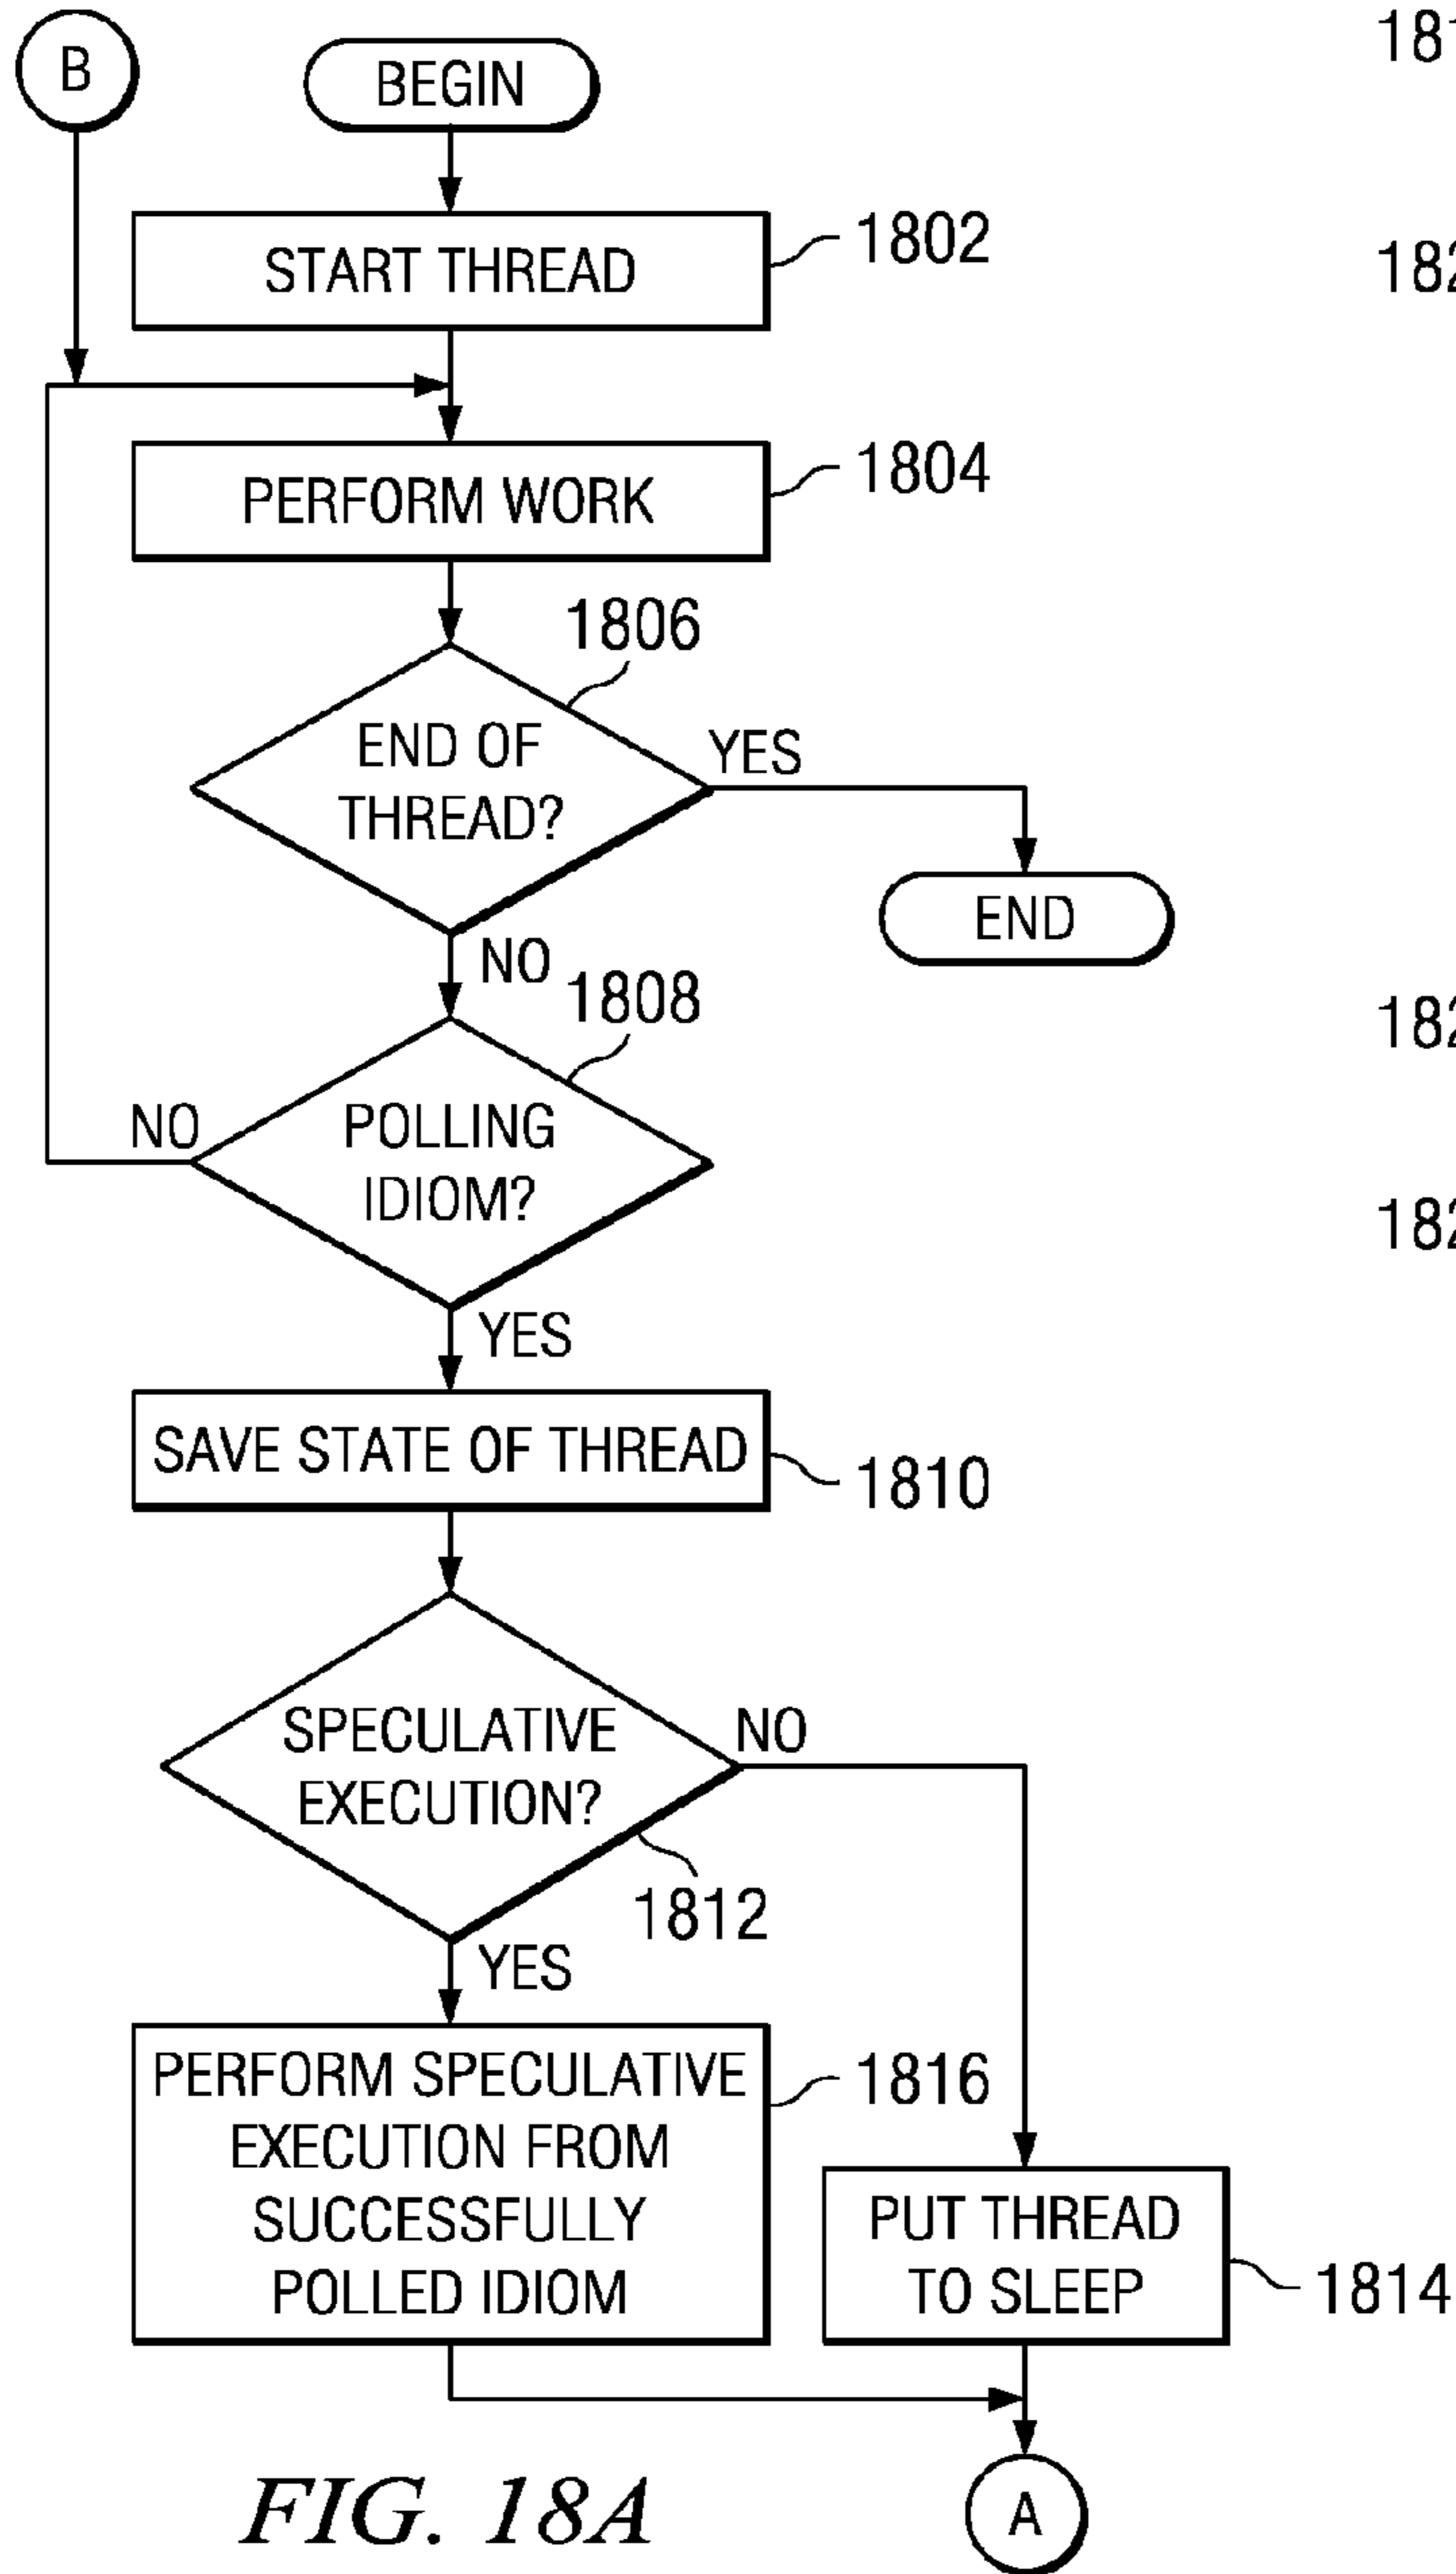 B
BEGIN
START THREAD
1802
PERFORM WORK
1804
1806
END OF
THREAD?
YES
END
NO
1808
POLLING
IDIOM?
NO
YES
SAVE STATE OF THREAD
1810
SPECULATIVE
EXECUTION?
NO
1812
YES
PERFORM SPECULATIVE
EXECUTION FROM
SUCCESSFULLY
POLLED IDIOM
1816
PUT THREAD
TO SLEEP
1814
A
FIG. 18A